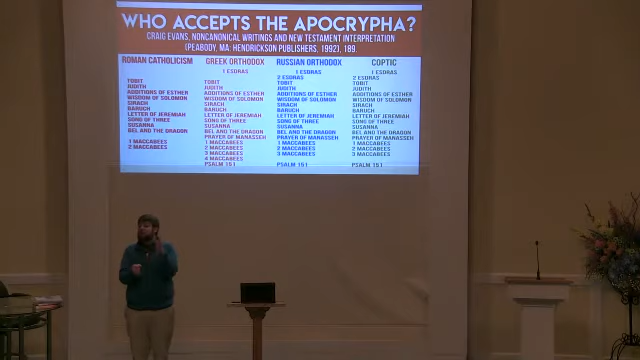 WHO ACCEPTS THE APOCRYPHA?
CRAIG EVANS, NONCANONICAL WRITINGS AND NEW TESTAMENT INTERPRETATION
(PEABODY, MA: HENDRICKSON PUBLISHERS, 1992), 189.
ROMAN CATHOLICISM
TOBIT
JUDITH
ADDITIONS OF ESTHER
WISDOM OF SOLOMON
SIRACH
BARUCH
LETTER OF JEREMIAH
SONG OF THREE
SUSANNA
BEL AND THE DRAGON
1 MACCABEES
2 MACCABEES
GREEK ORTHODOX
1 ESDRAS
TOBIT
JUDITH
ADDITIONS OF ESTHER
WISDOM OF SOLOMON
SIRACH
BARUCH
LETTER OF JEREMIAH
SONG OF THREE
SUSANNA
BEL AND THE DRAGON
PRAYER OF MANASSEH
1 MACCABEES
2 MACCABEES
3 MACCABEES
4 MACCABEES
PSALM 151
RUSSIAN ORTHODOX
1 ESDRAS
2 ESDRAS
TOBIT
JUDITH
ADDITIONS OF ESTHER
WISDOM OF SOLOMON
SIRACH
BARUCH
LETTER OF JEREMIAH
SONG OF THREE
SUSANNA
BEL AND THE DRAGON
PRAYER OF MANASSEH
1 MACCABEES
2 MACCABEES
3 MACCABEES
PSALM 151
COPTIC
1 ESDRAS
2 ESDRAS
TOBIT
JUDITH
ADDITIONS OF ESTHER
WISDOM OF SOLOMON
SIRACH
BARUCH
LETTER OF JEREMIAH
SONG OF THREE
SUSANNA
BEL AND THE DRAGON
PRAYER OF MANASSEH
1 MACCABEES
2 MACCABEES
3 MACCABEES
PSALM 151